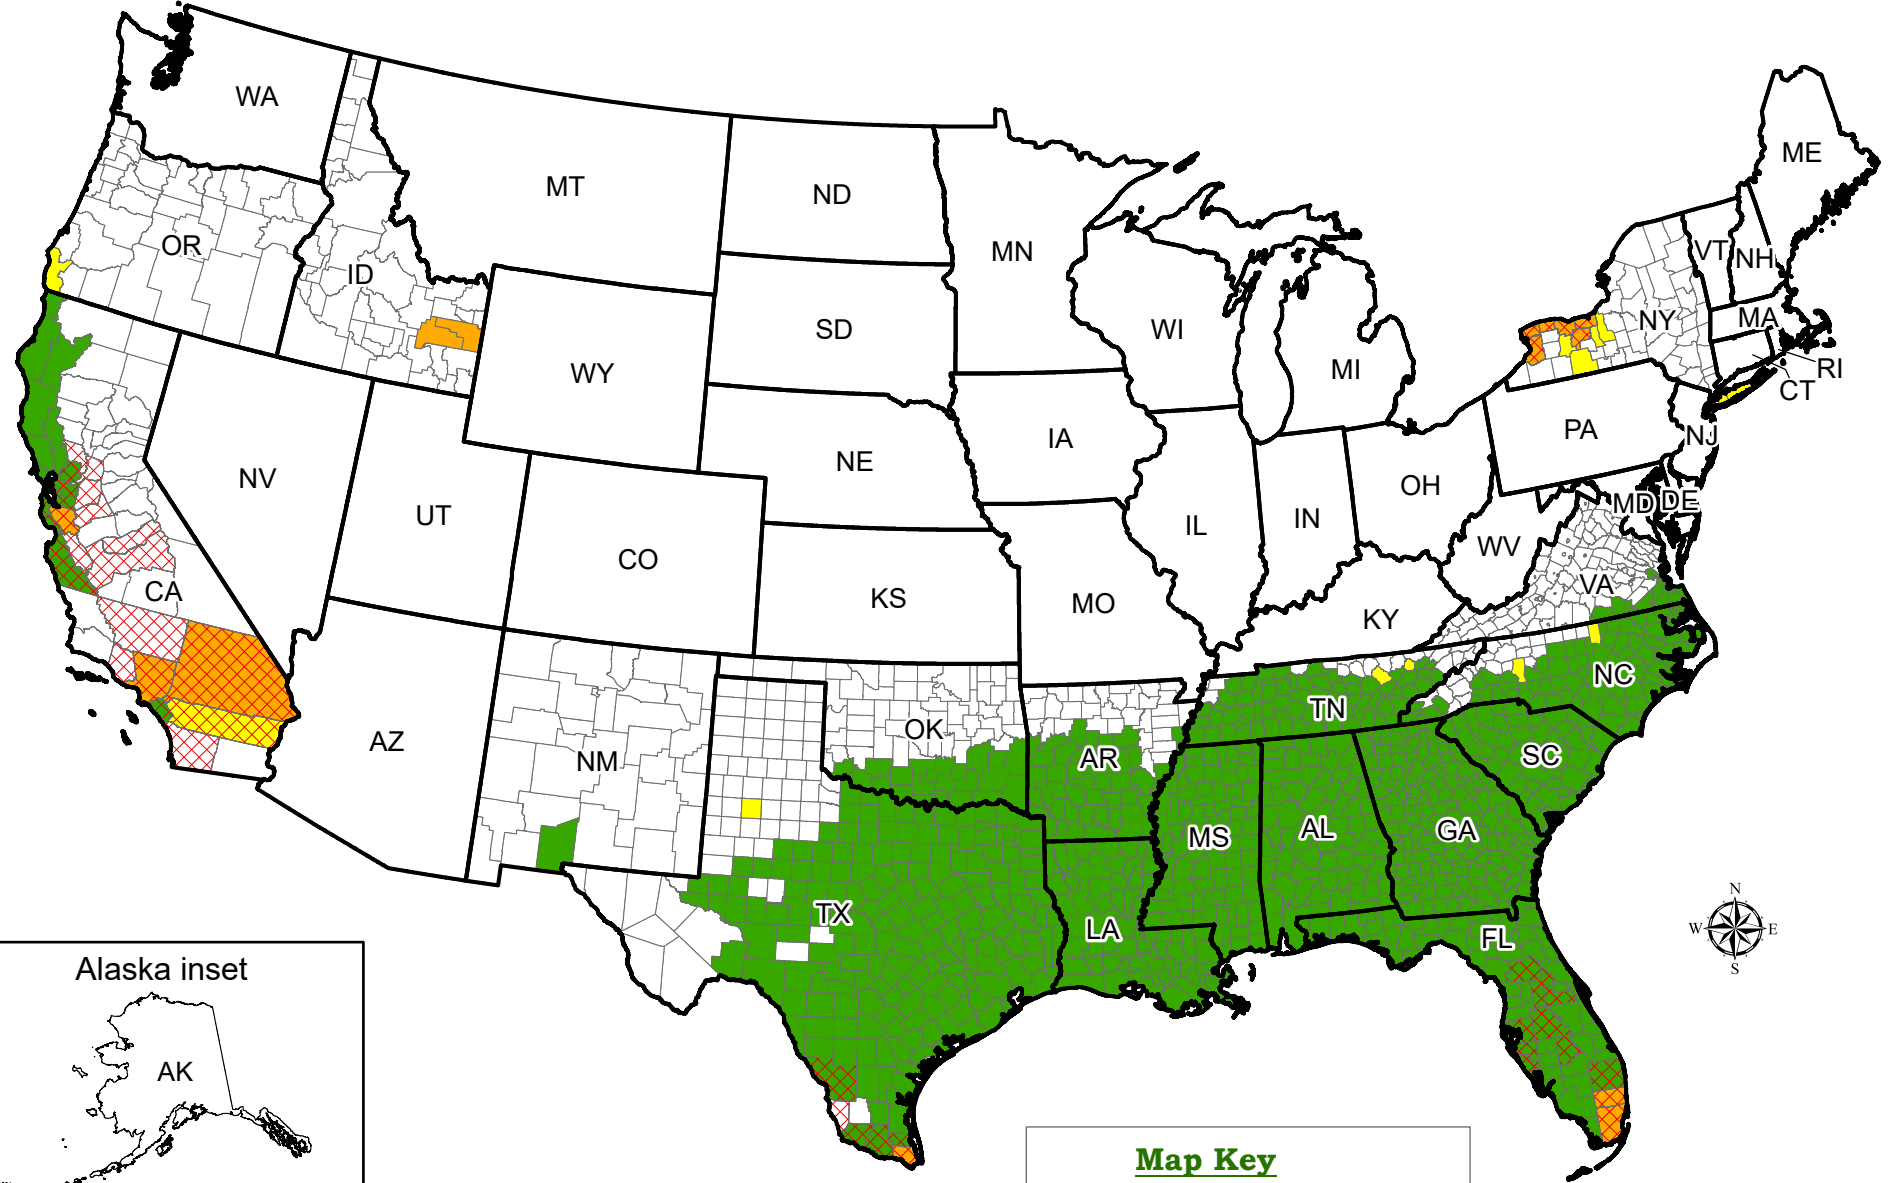 WA
ME
MT
ND
OR
MN
VT
NH
ID
SD
WI
NY
MA
WY
MI
RI
CT
IA
PA
NJ
NE
NV
OH
MD
DE
UT
IL
IN
WV
CO
VA
CA
KS
MO
KY
NC
TN
OK
AZ
NM
AR
SC
MS
AL
GA
TX
LA
FL
N
W
E
S
Alaska inset
AK
Map Key